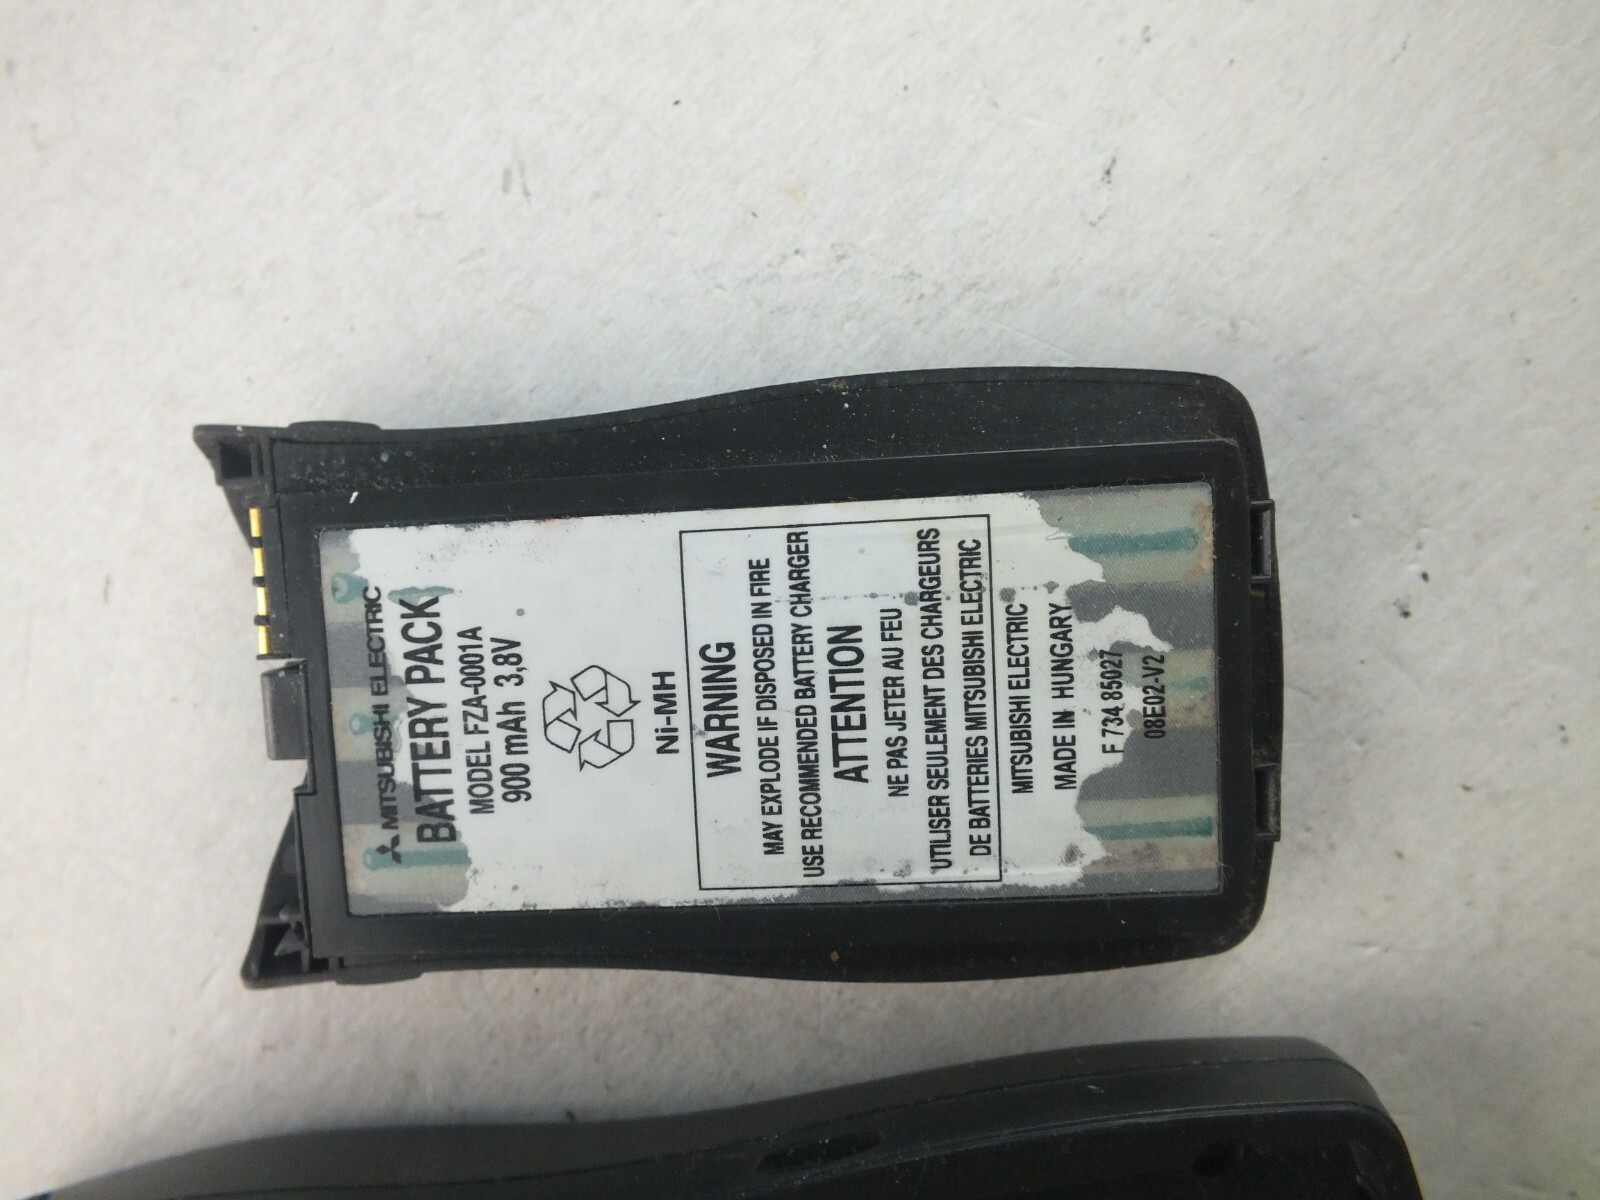 MITSUBISHI ELECTRIC
BATTERY PACK
MODEL FZA-0001A
900 mAh 3,8V
Ni-MH
WARNING
MAY EXPLODE IF DISPOSED IN FIRE
USE RECOMMENDED BATTERY CHARGER
ATTENTION
NE PAS JETER AU FEU
UTILISER SEULEMENT DES CHARGEURS
DE BATTERIES MITSUBISHI ELECTRIC
MITSUBISHI ELECTRIC
MADE IN HUNGARY
F 734 85027
08E02-V2